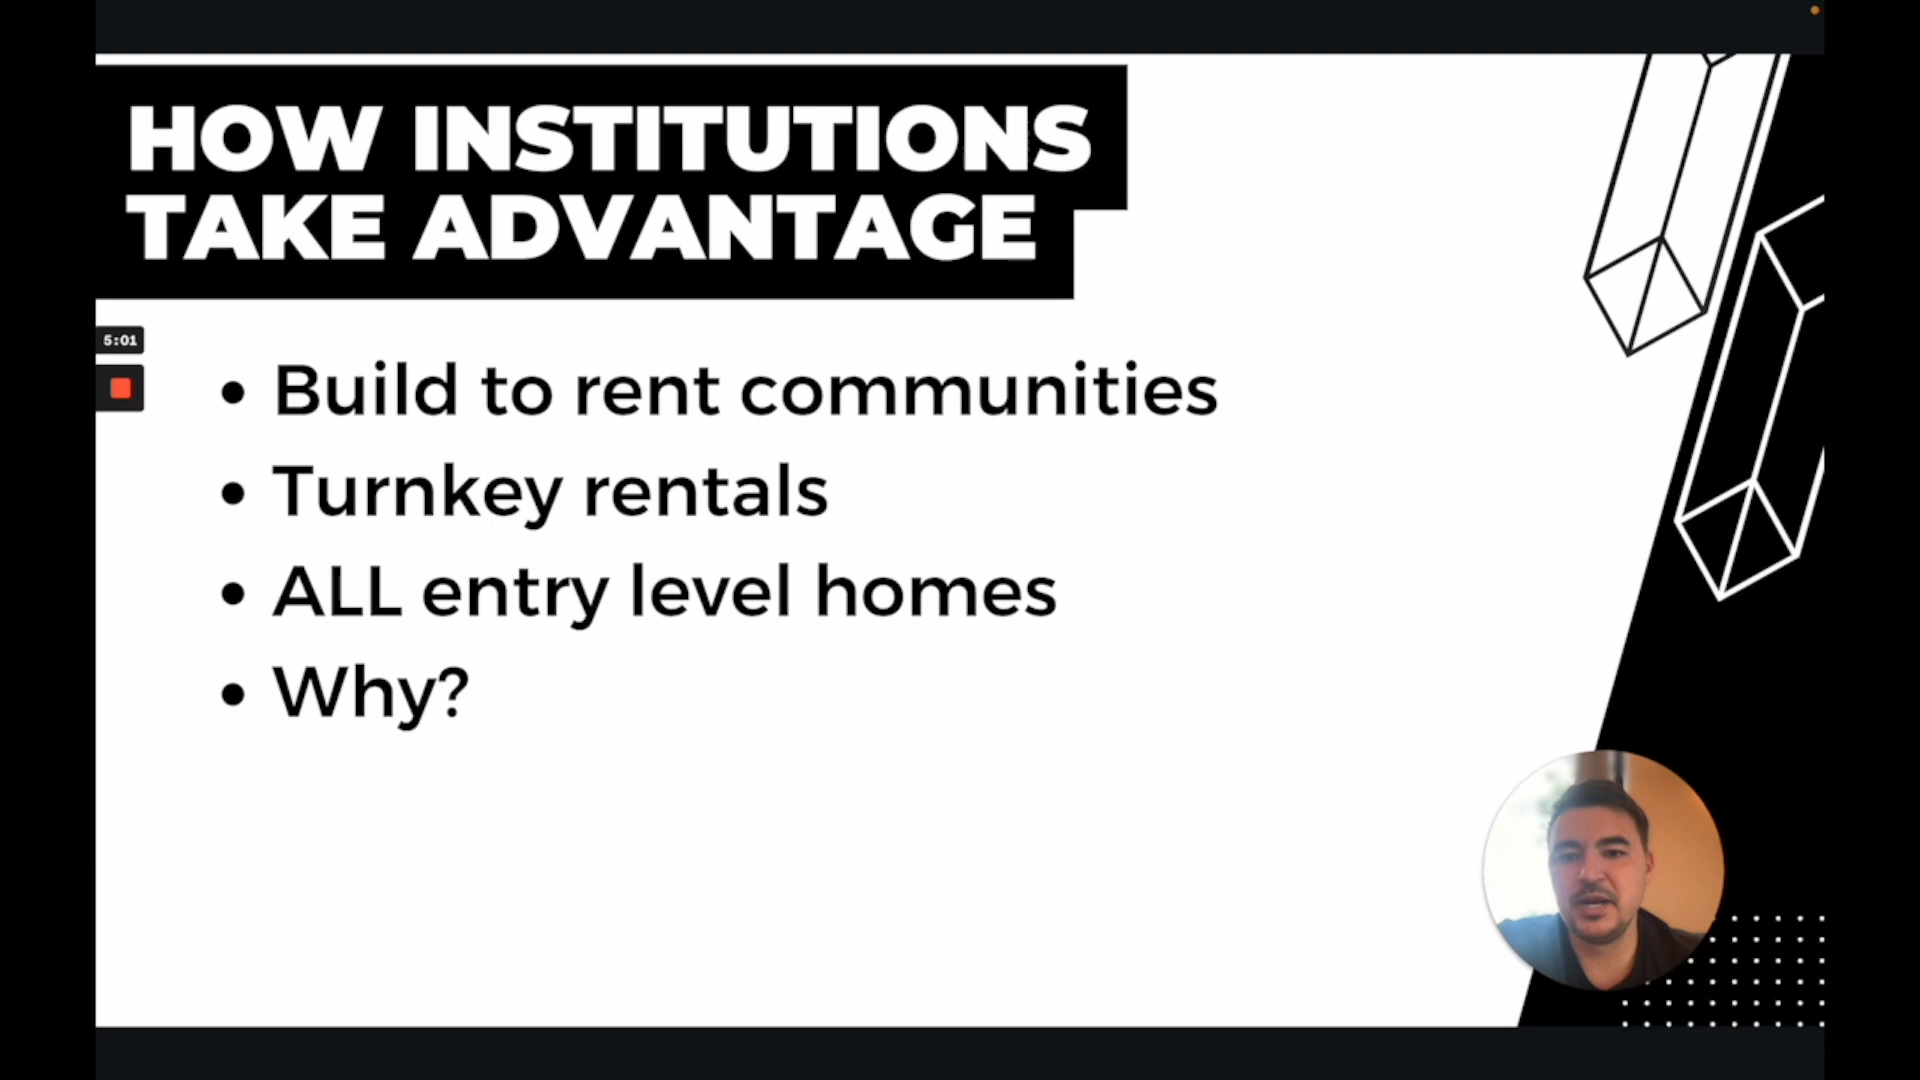 HOW INSTITUTIONS
TAKE ADVANTAGE
5:01
• Build to rent communities
• Turnkey rentals
• ALL entry level homes
• Why?